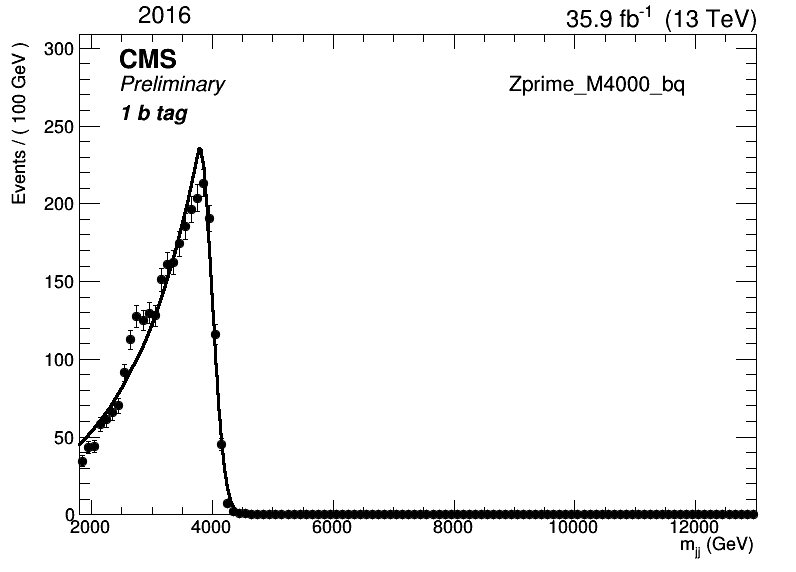 2016
35.9 fb-1 (13 TeV)
CMS
Preliminary
1 b tag
Zprime_M4000_bq
Events / ( 100 GeV )
300
250
200
150
100
50
0
2000 4000 6000 8000 10000 12000
mjj (GeV)